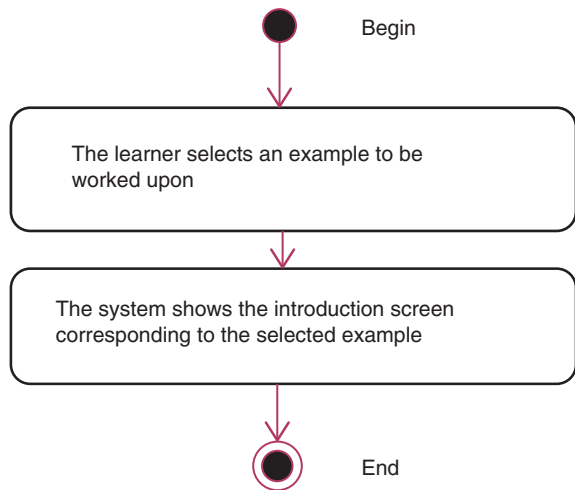 Begin
The learner selects an example to be
worked upon
The system shows the introduction screen
corresponding to the selected example
End